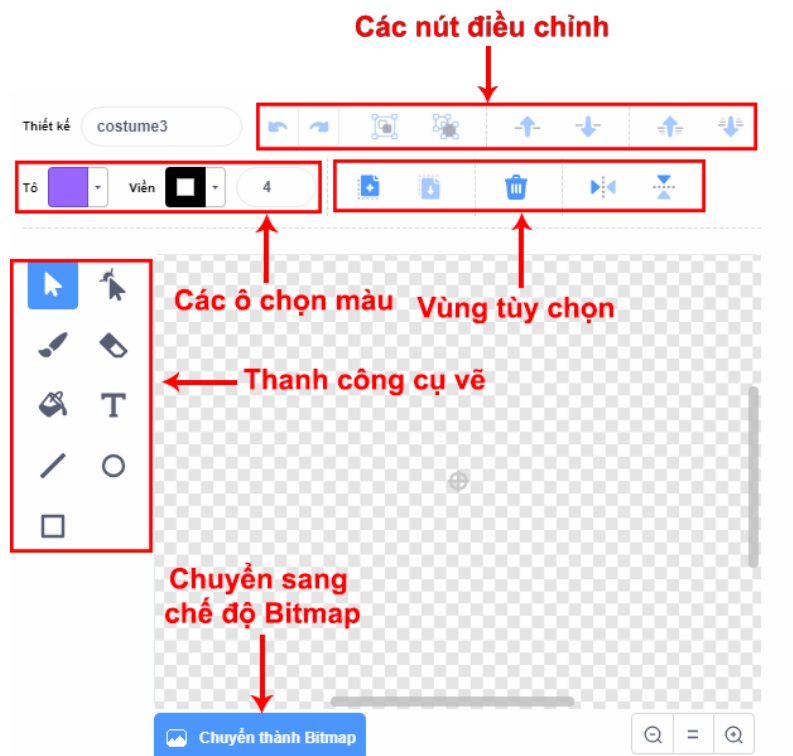 Các nút điều chỉnh
Thiết kế costume3
Tô Viền 4
Các ô chọn màu
Vùng tùy chọn
Thanh công cụ vẽ
T
Chuyển sang
chế độ Bitmap
Chuyển thành Bitmap